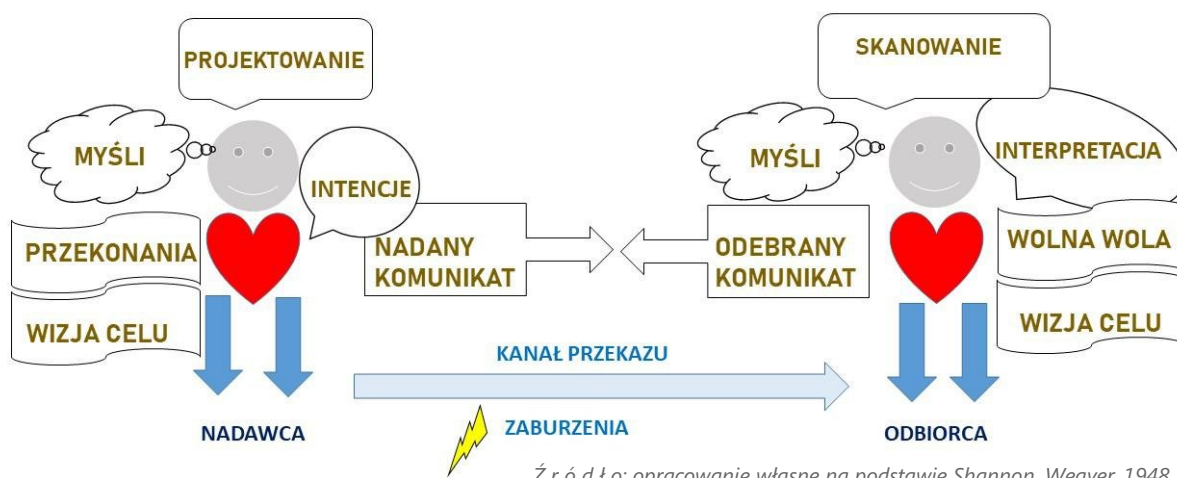 PROJEKTOWANIE
MYŚLI
INTENCJE
PRZEKONANIA
WIZJA CELU
NADANY
KOMUNIKAT
NADAWCA
KANAŁ PRZEKAZU
ZABURZENIA
SKANOWANIE
MYŚLI
INTERPRETACJA
ODEBRANY
KOMUNIKAT
WOLNA WOLA
WIZJA CELU
ODBIORCA
Ź r ó d ł o: opracowanie własne na podstawie Shannon, Weaver, 1948